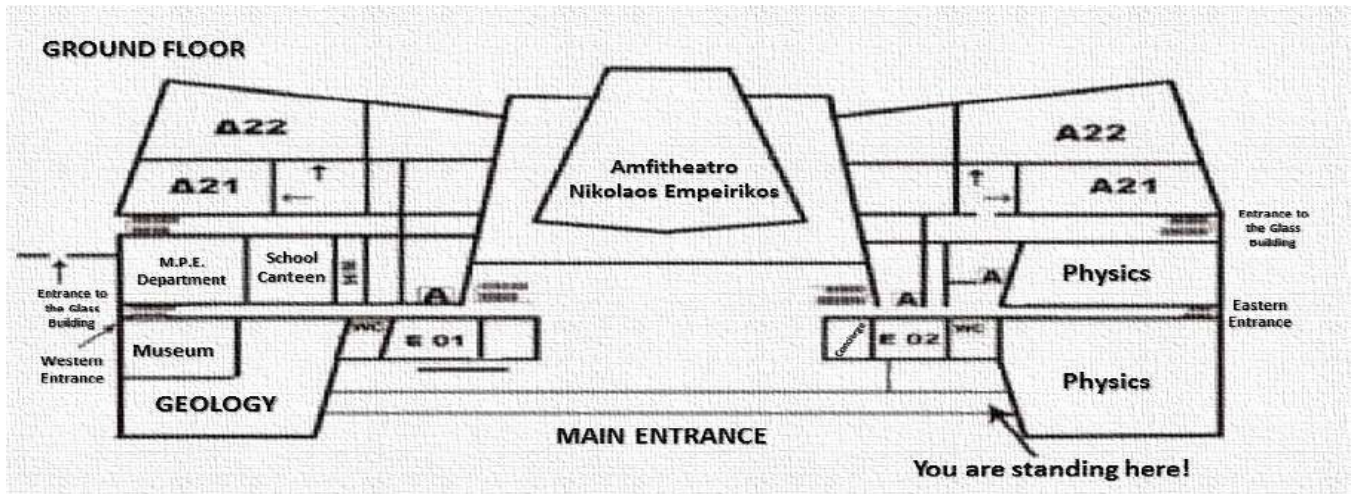 GROUND FLOOR
A22
A22
Amfitheatro
Nikolaos Empeirikos
A21
A21
Entrance to
the Glass
Building
M.P.E.
Department
School
Canteen
Physics
A
A
A
Entrance to
the Glass
Building
Eastern
Entrance
Western
Entrance
Museum
WC
E 01
E 02
WC
Physics
GEOLOGY
MAIN ENTRANCE
You are standing here!